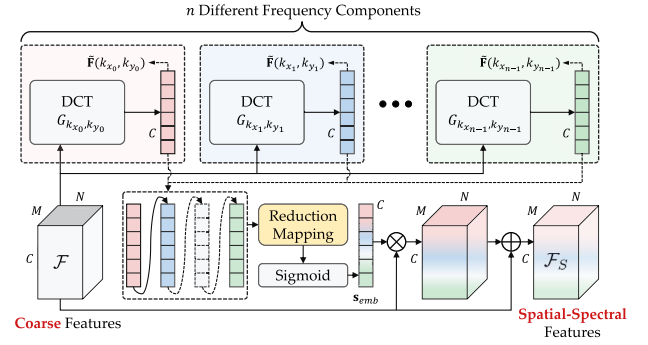 n Different Frequency Components
F̃(k_{x_0}, k_{y_0})
F̃(k_{x_1}, k_{y_1})
F̃(k_{x_{n-1}}, k_{y_{n-1}})
DCT
G_{k_{x_0},k_{y_0}}
C
DCT
G_{k_{x_1},k_{y_1}}
C
DCT
G_{k_{x_{n-1}},k_{y_{n-1}}}
C
M
N
C
ℱ
Reduction
Mapping
Sigmoid
C
s_{emb}
M
N
C
M
N
C
ℱ_S
Coarse Features
Spatial-Spectral
Features